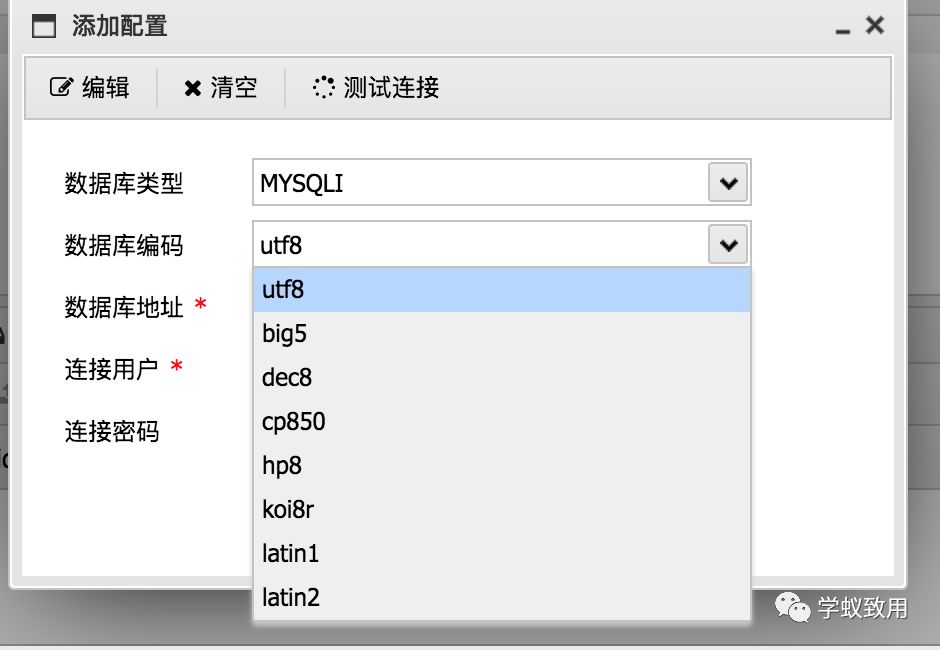 添加配置
编辑 清空 测试连接
数据库类型 MYSQLI
数据库编码 utf8
utf8
数据库地址 *
big5
连接用户 *
dec8
cp850
连接密码
hp8
koi8r
latin1
latin2
学蚁致用